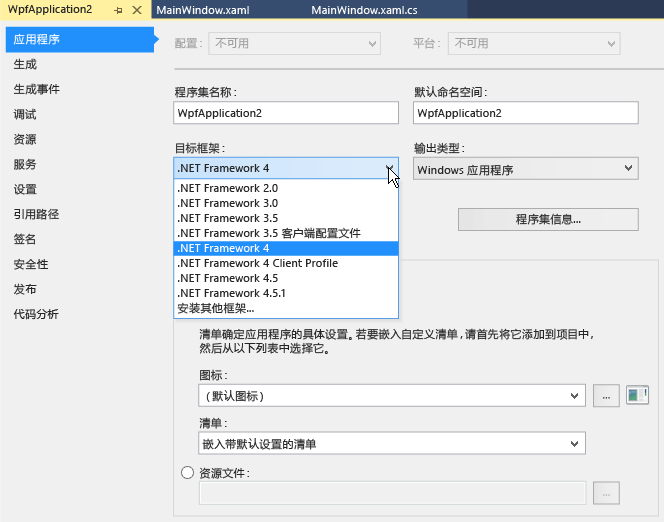 WpfApplication2
MainWindow.xaml
MainWindow.xaml.cs
应用程序
生成
生成事件
调试
资源
服务
设置
引用路径
签名
安全性
发布
代码分析
配置: 不可用
平台: 不可用
程序集名称:
默认命名空间:
WpfApplication2
WpfApplication2
目标框架:
输出类型:
.NET Framework 4
Windows 应用程序
.NET Framework 2.0
.NET Framework 3.0
.NET Framework 3.5
.NET Framework 3.5 客户端配置文件
.NET Framework 4
.NET Framework 4 Client Profile
.NET Framework 4.5
.NET Framework 4.5.1
安装其他框架...
程序集信息...
清单确定应用程序的具体设置。若要嵌入自定义清单,请首先将它添加到项目中,
然后从以下列表中选择它。
图标:
(默认图标)
...
清单:
嵌入带默认设置的清单
资源文件:
...